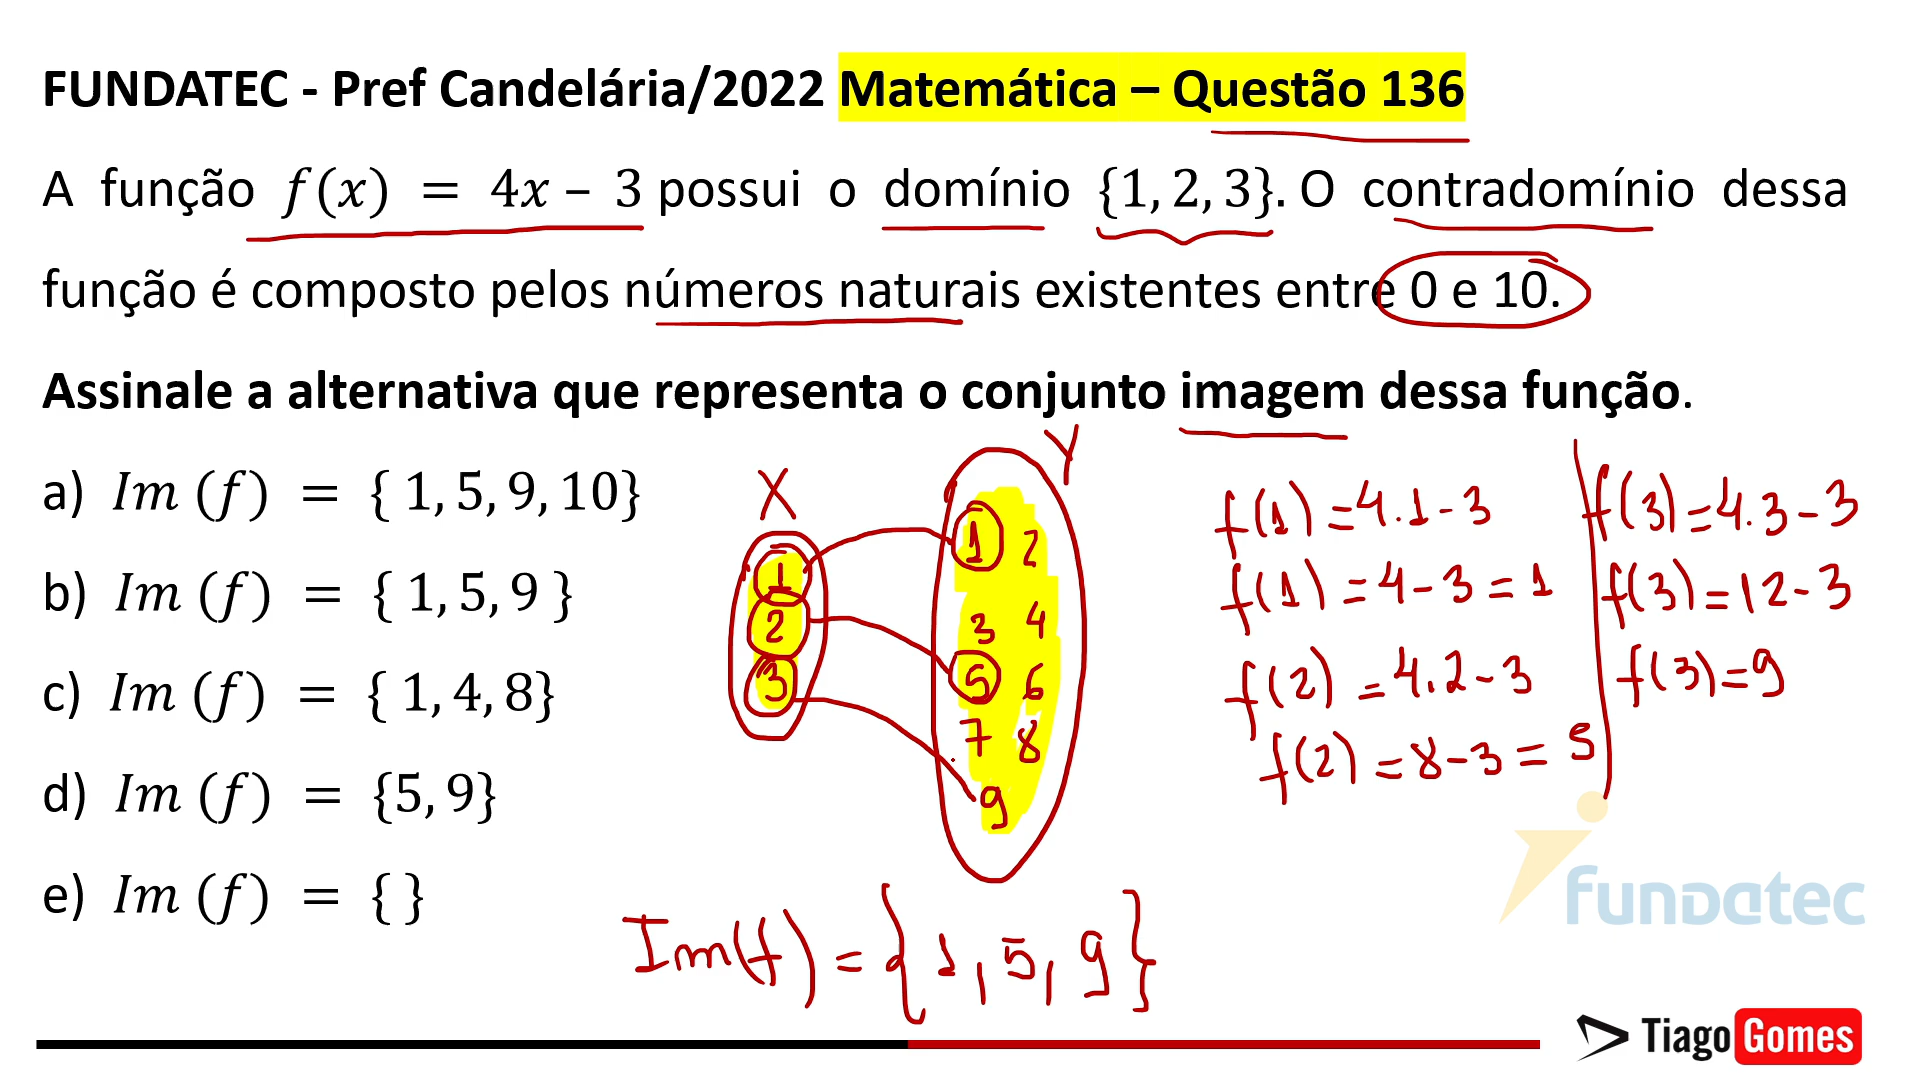 FUNDATEC - Pref Candelária/2022 Matemática – Questão 136
A função f(x) = 4x – 3 possui o domínio {1, 2, 3}. O contradomínio dessa
função é composto pelos números naturais existentes entre 0 e 10.
Assinale a alternativa que representa o conjunto imagem dessa função.
a) Im (f) = { 1, 5, 9, 10}
b) Im (f) = { 1, 5, 9 }
c) Im (f) = { 1, 4, 8}
d) Im (f) = {5, 9}
e) Im (f) = { }
X
1
2
3
Y
1 2
3 4
5 6
7 8
9
f(1) = 4.1 - 3
f(1) = 4 - 3 = 1
f(2) = 4.2 - 3
f(2) = 8 - 3 = 5
f(3) = 4.3 - 3
f(3) = 12 - 3
f(3) = 9
Im(f) = {1, 5, 9}
fundatec
Tiago Gomes